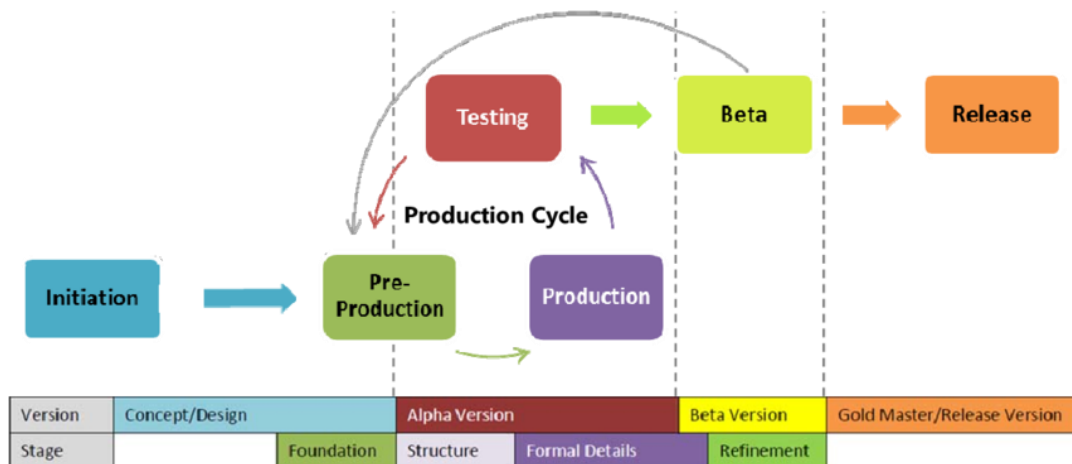 Testing
Beta
Release
Production Cycle
Initiation
Pre-
Production
Production
Version
Concept/Design
Alpha Version
Beta Version
Gold Master/Release Version
Stage
Foundation
Structure
Formal Details
Refinement